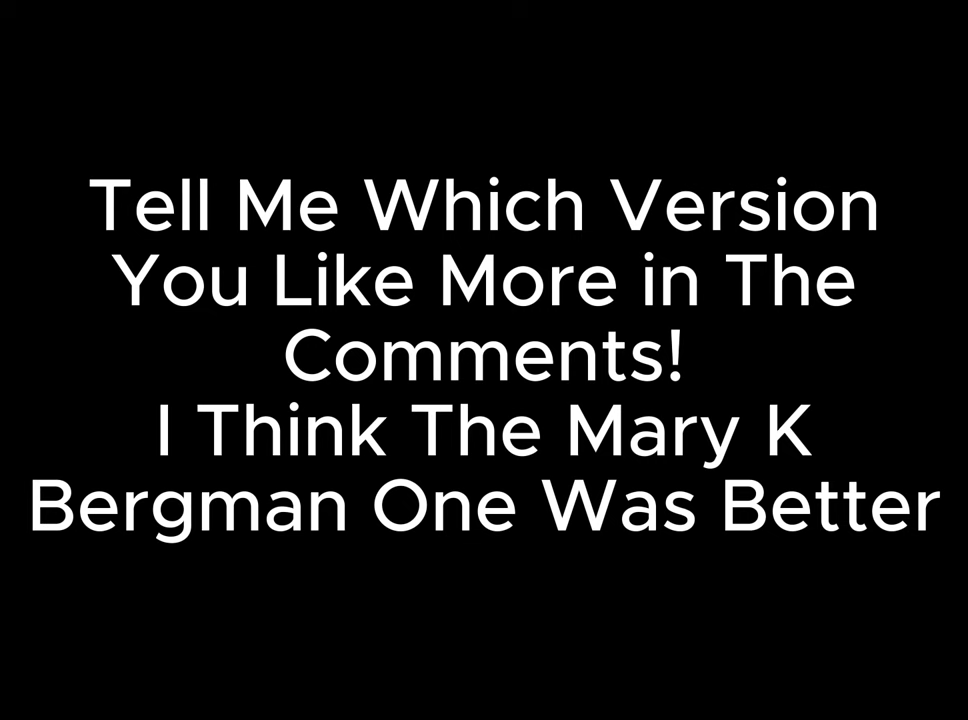 Tell Me Which Version
You Like More in The
Comments!
I Think The Mary K
Bergman One Was Better